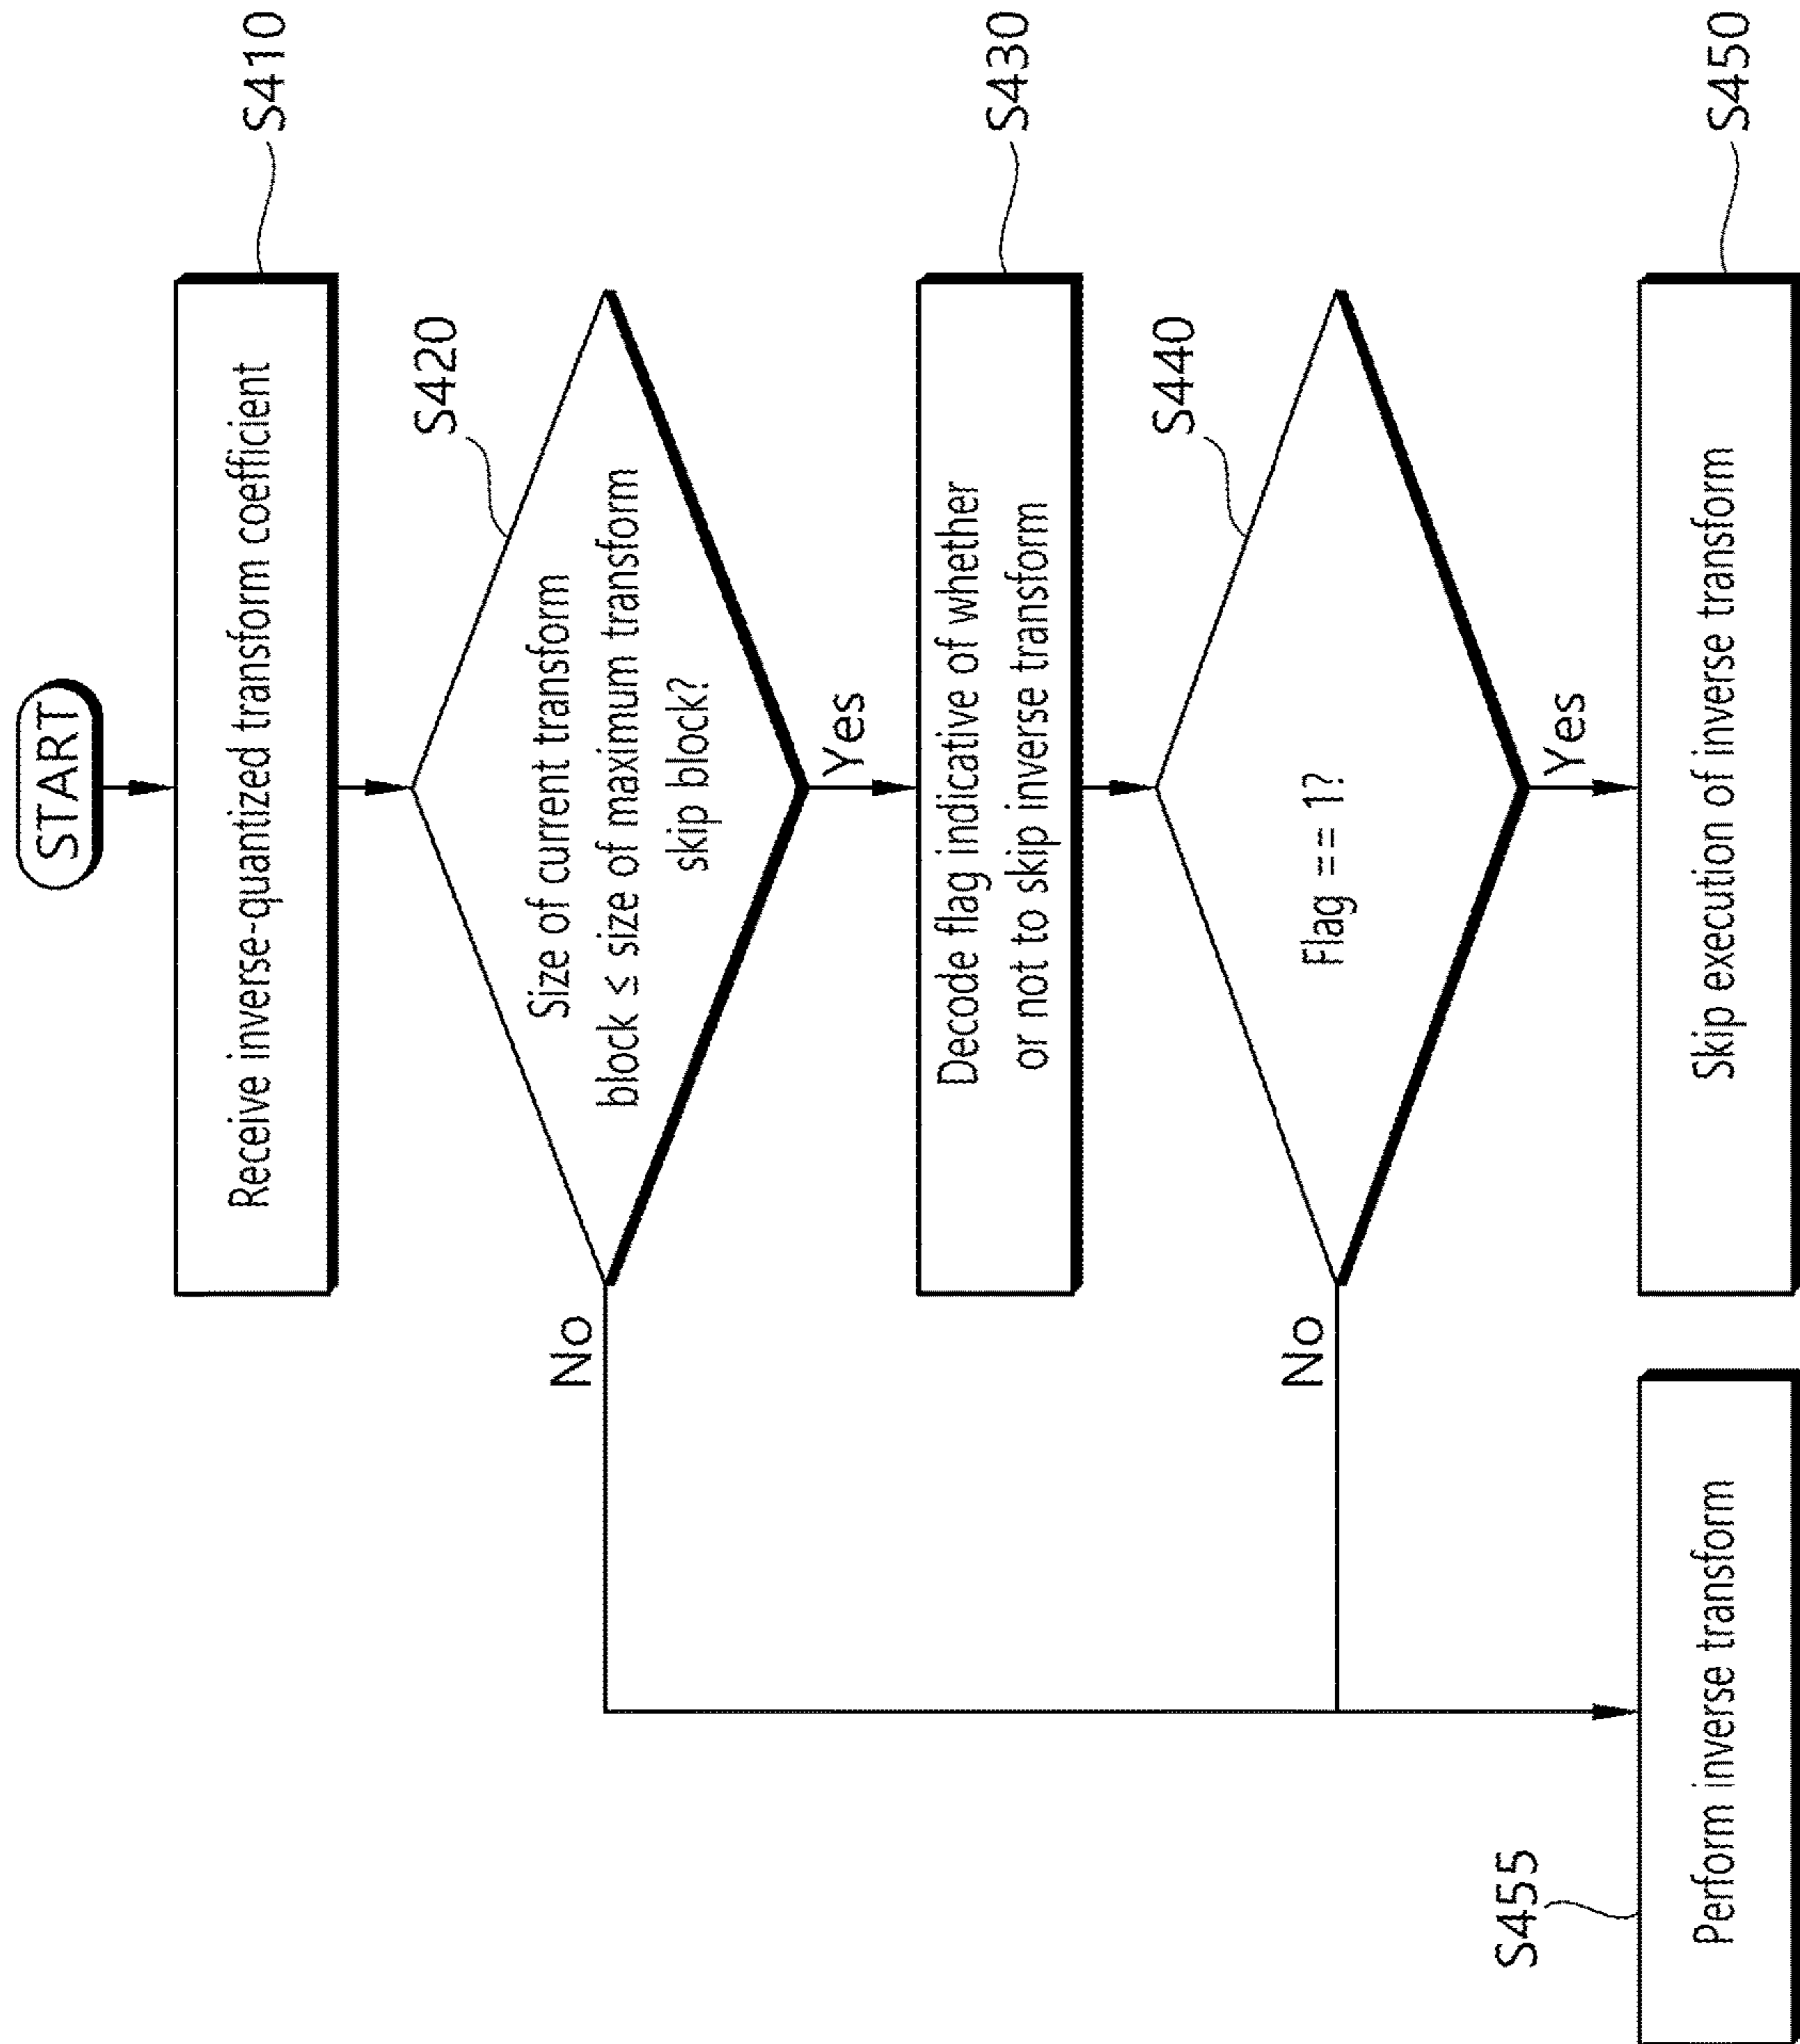 START
Receive inverse-quantized transform coefficient
S410
S420
Size of current transform
block ≤ size of maximum transform
skip block?
No
Yes
Decode flag indicative of whether
or not to skip inverse transform
S430
S440
Flag == 1?
No
Yes
S455
Perform inverse transform
Skip execution of inverse transform
S450